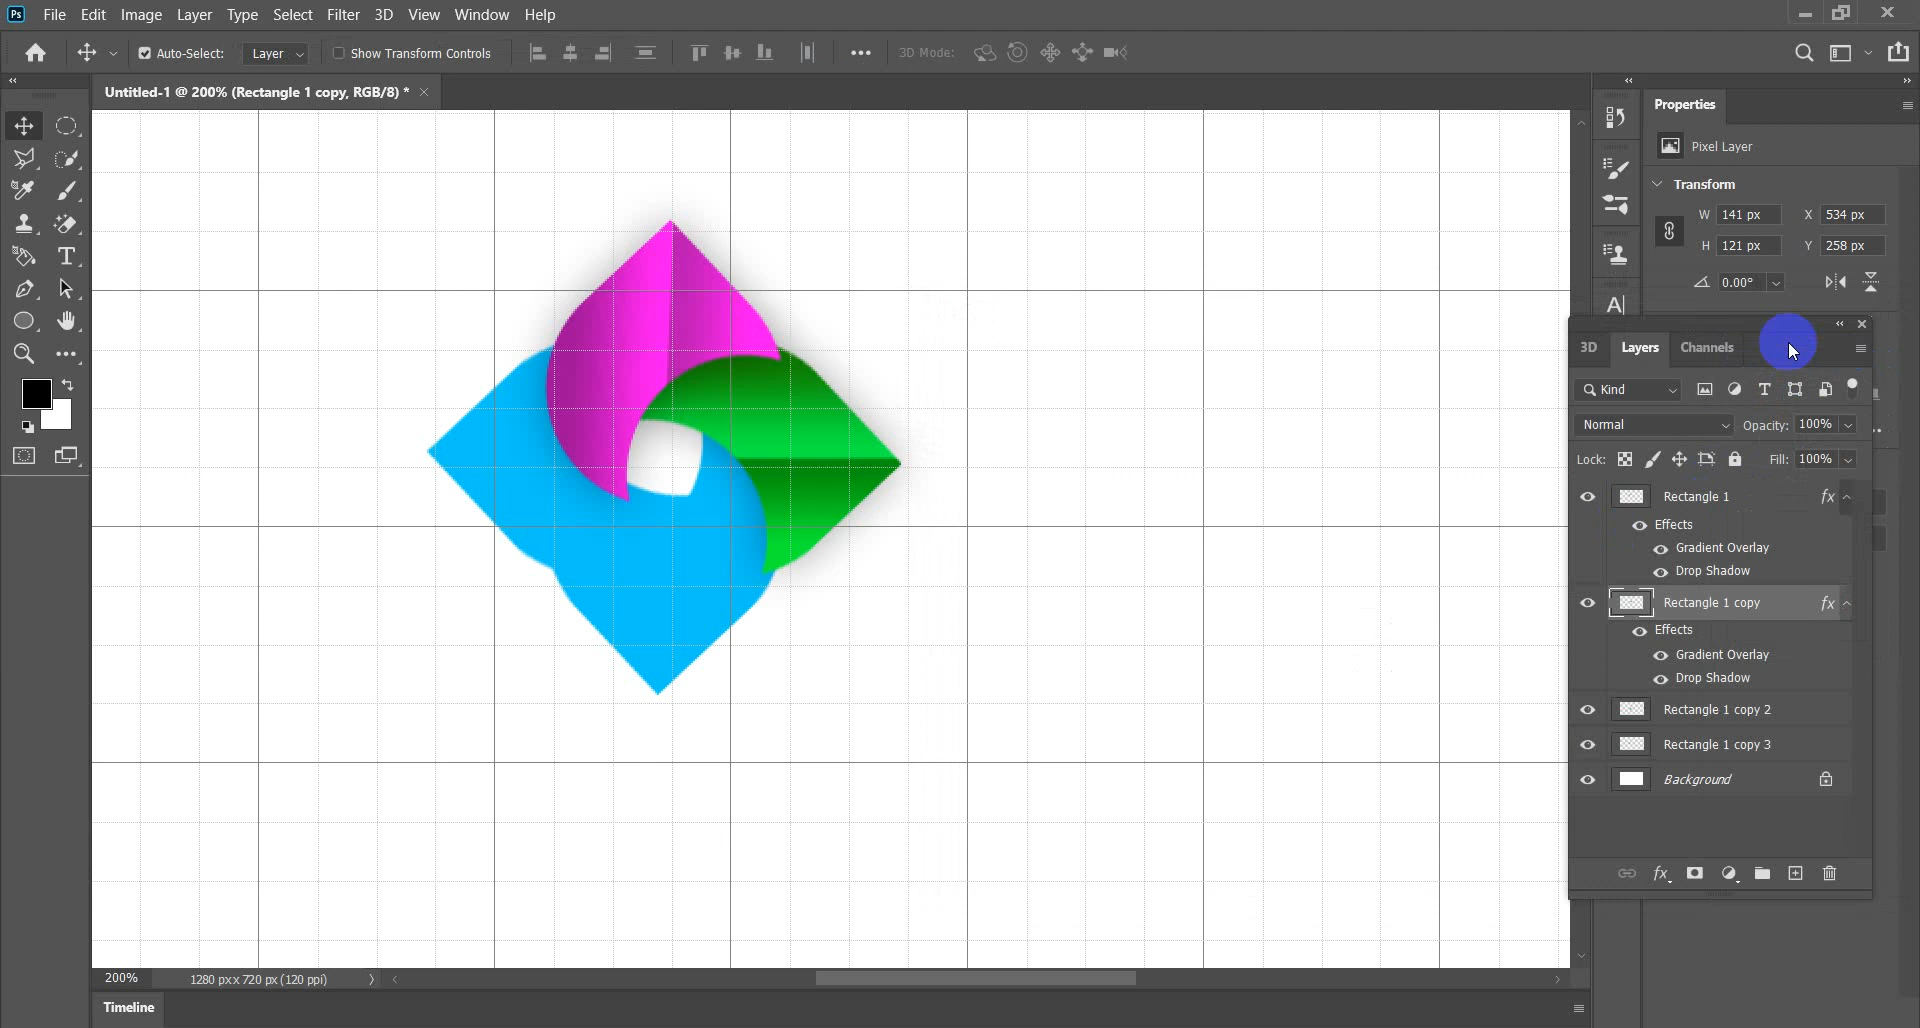 Ps File Edit Image Layer Type Select Filter 3D View Window Help
Auto-Select: Layer Show Transform Controls 3D Mode:
Untitled-1 @ 200% (Rectangle 1 copy, RGB/8) *
Properties
Pixel Layer
Transform
W 141 px X 534 px
H 121 px Y 258 px
0.00°
3D Layers Channels
Kind
Normal Opacity: 100%
Lock: Fill: 100%
Rectangle 1 fx
Effects
Gradient Overlay
Drop Shadow
Rectangle 1 copy fx
Effects
Gradient Overlay
Drop Shadow
Rectangle 1 copy 2
Rectangle 1 copy 3
Background
fx
200% 1280 px x 720 px (120 ppi)
Timeline